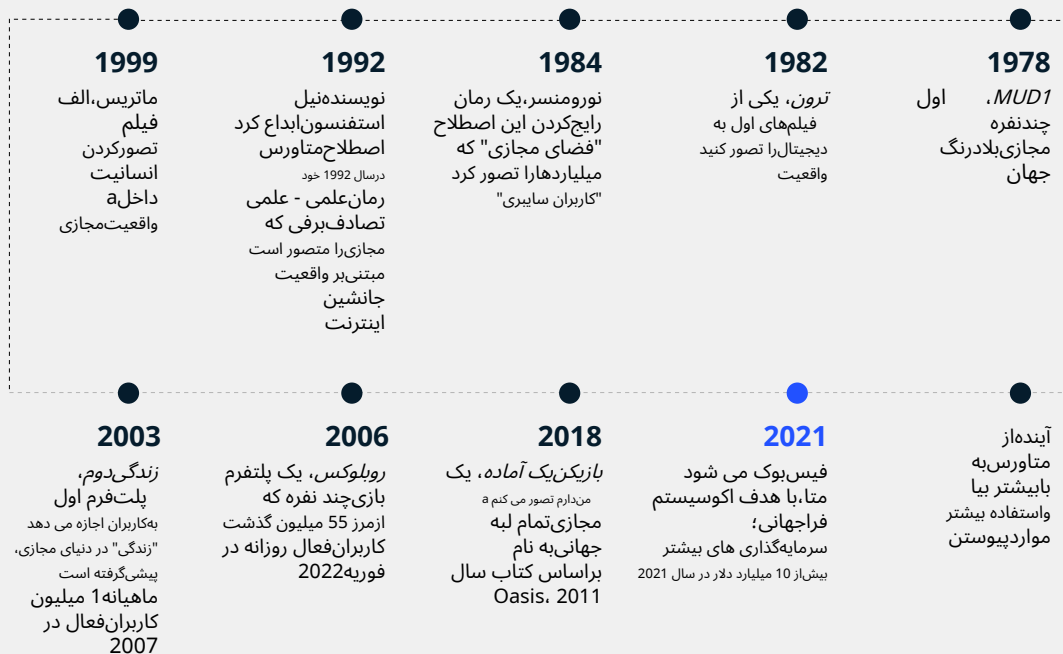 1978
MUD1، اول
چندنفره
مجازی‌بلادرنگ
جهان
1982
ترون، یکی از
فیلم‌های اول به
دیجیتال‌را تصور کنید
واقعیت
1984
نورومنسر،یک رمان
رایج‌کردن این اصطلاح
"فضای مجازی" که
میلیاردهارا تصور کرد
"کاربران سایبری"
1992
نویسنده‌نیل
استفنسون‌ابداع کرد
اصطلاح‌متاورس
درسال 1992 خود
رمان‌علمی - علمی
تصادف‌برفی که
مجازی‌را متصور است
مبتنی‌بر واقعیت
جانشین
اینترنت
1999
ماتریس،الف
فیلم
تصورکردن
انسانیت
داخلa
واقعیت‌مجازی
2003
زندگی‌دوم،
پلت‌فرم اول
به‌کاربران اجازه می دهد
"زندگی" در دنیای مجازی،
پیشی‌گرفته است
ماهیانه1 میلیون
کاربران‌فعال در
2007
2006
روبلوکس، یک پلتفرم
بازی‌چند نفره که
ازمرز 55 میلیون گذشت
کاربران‌فعال روزانه در
فوریه2022
2018
بازیکن‌یک آماده، یک
من‌دارم تصور می کنم a
مجازی‌تمام لبه
جهانی‌به نام
براساس کتاب سال
Oasis، 2011
2021
فیس‌بوک می شود
متا،با هدف اکوسیستم
فراجهانی؛
سرمایه‌گذاری های بیشتر
بیش‌از 10 میلیارد دلار در سال 2021
آینده‌از
متاورس‌به
بابیشتر بیا
واستفاده بیشتر
مواردپیوستن